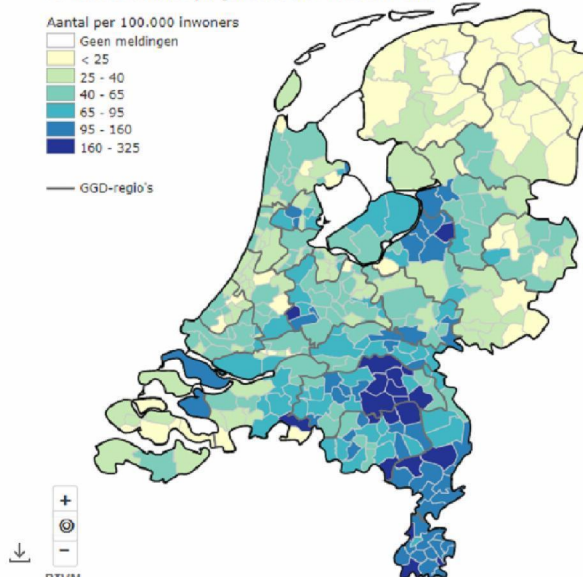 Aantal per 100.000 inwoners
Geen meldingen
< 25
25 - 40
40 - 65
65 - 95
95 - 160
160 - 325
GGD-regio's
+
−